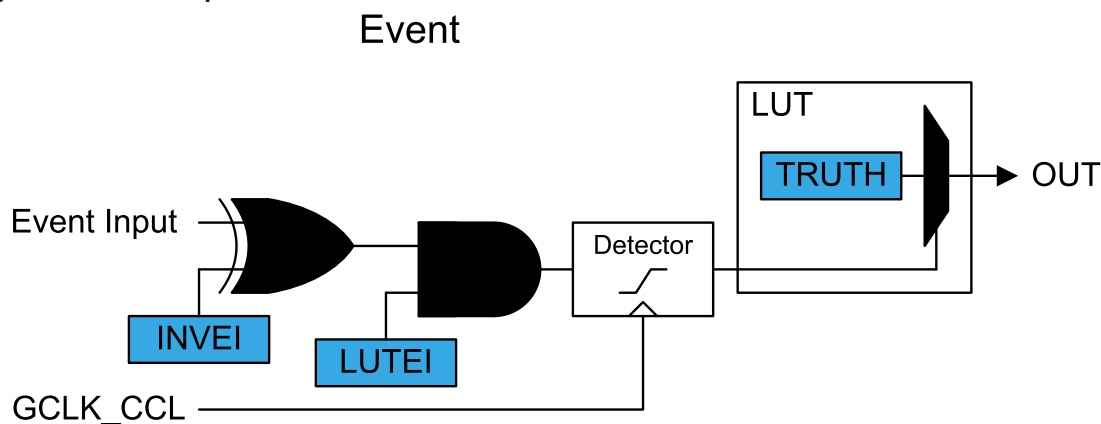 Event
LUT
TRUTH
OUT
Event Input
Detector
INVEI
LUTEI
GCLK_CCL